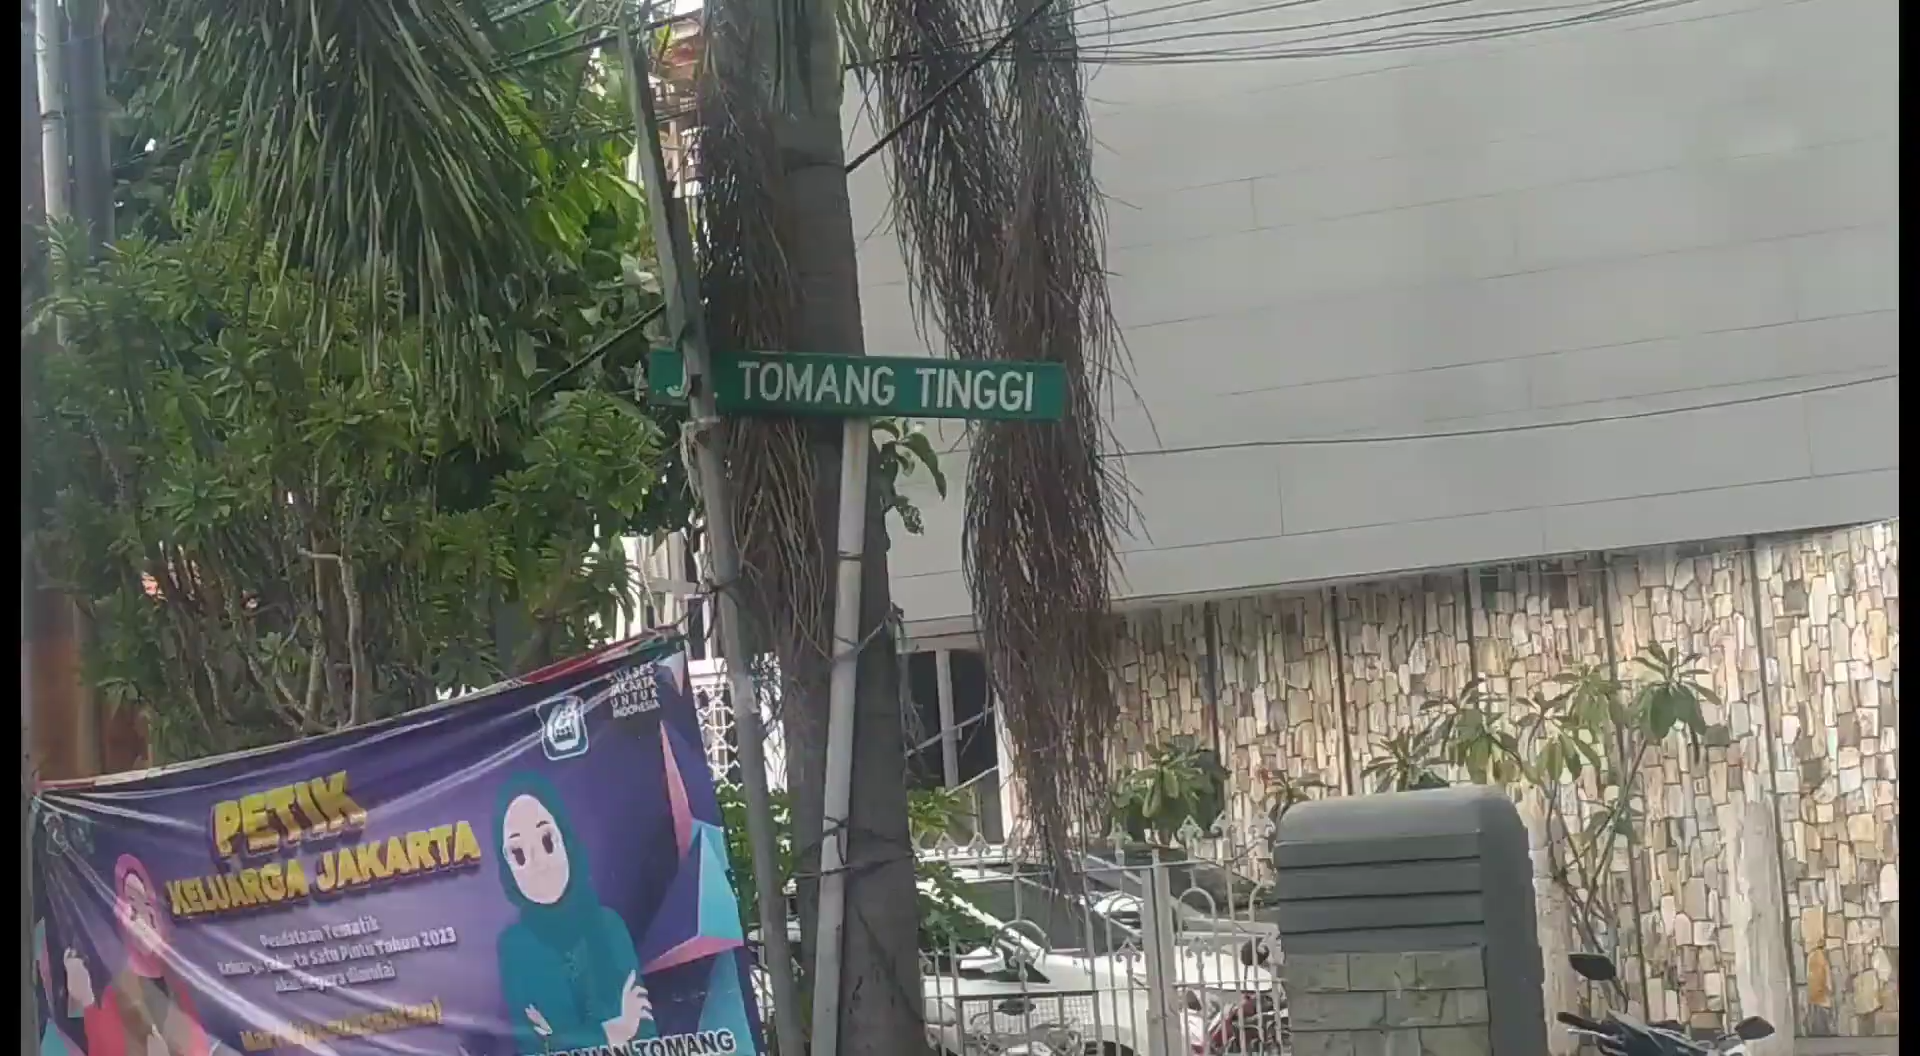 J. TOMANG TINGGI
SUKSES
JAKARTA
UNTUK
INDONESIA
PETIK
KELUARGA JAKARTA
Pendataan Tematik
Keluarga Jakarta Satu Pintu Tahun 2023
Akan segera dimulai
TOMANG